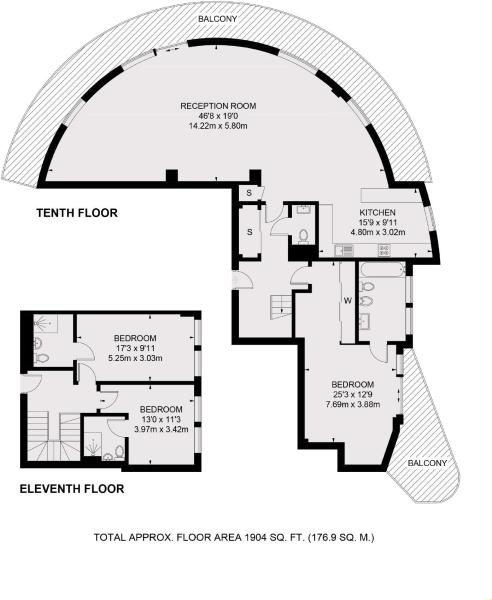 BALCONY
RECEPTION ROOM
46'8 x 19'0
14.22m x 5.80m
S
TENTH FLOOR
KITCHEN
15'9 x 9'11
4.80m x 3.02m
S
W
BEDROOM
17'3 x 9'11
5.25m x 3.03m
BEDROOM
25'3 x 12'9
7.69m x 3.88m
BEDROOM
13'0 x 11'3
3.97m x 3.42m
BALCONY
ELEVENTH FLOOR
TOTAL APPROX. FLOOR AREA 1904 SQ. FT. (176.9 SQ. M.)